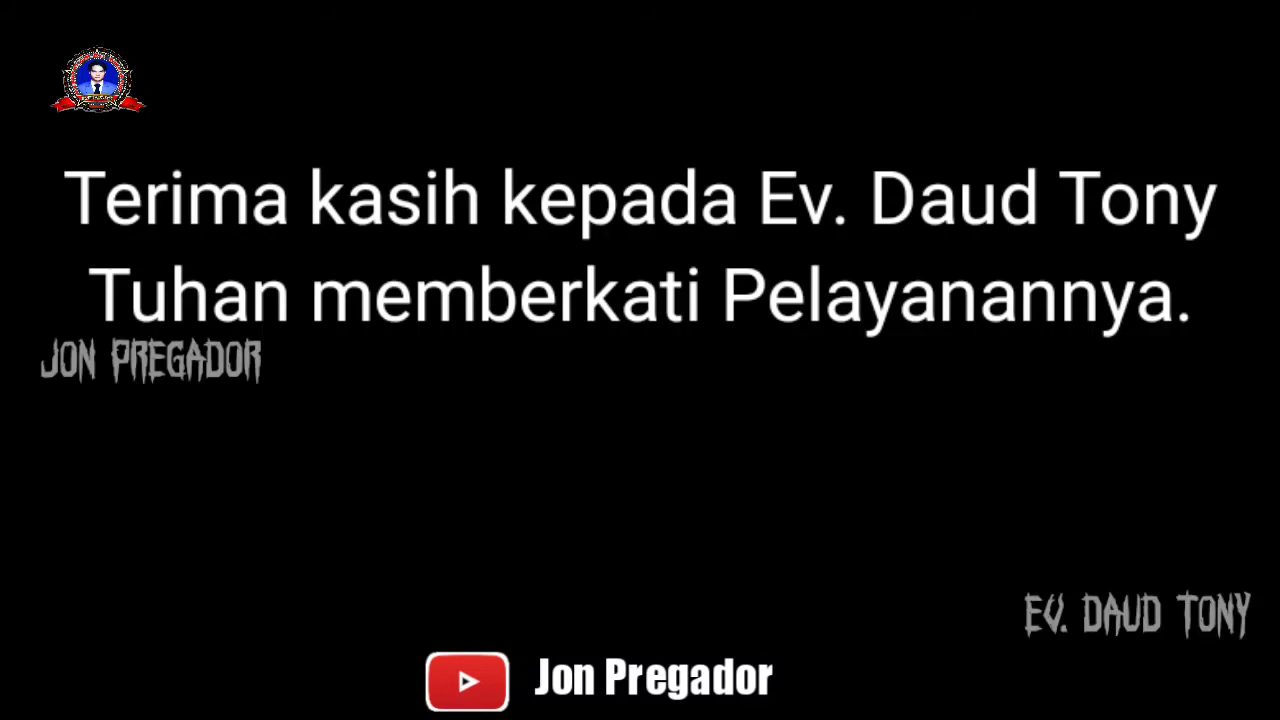 Terima kasih kepada Ev. Daud Tony
Tuhan memberkati Pelayanannya.
JON PREGADOR
EV. DAUD TONY
Jon Pregador